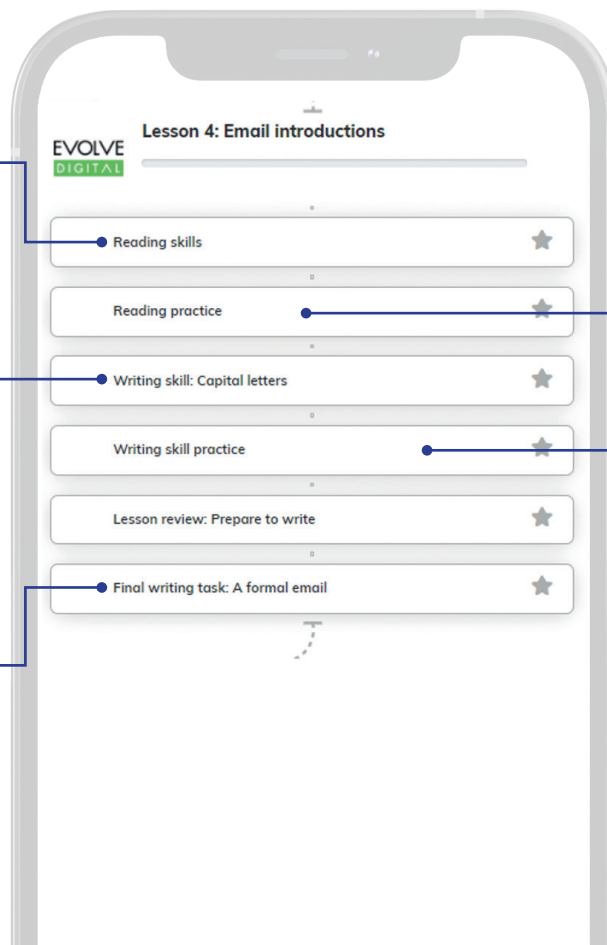 Lesson 4: Email introductions
EVOLVE
DIGITAL
Reading skills
Reading practice
Writing skill: Capital letters
Writing skill practice
Lesson review: Prepare to write
Final writing task: A formal email